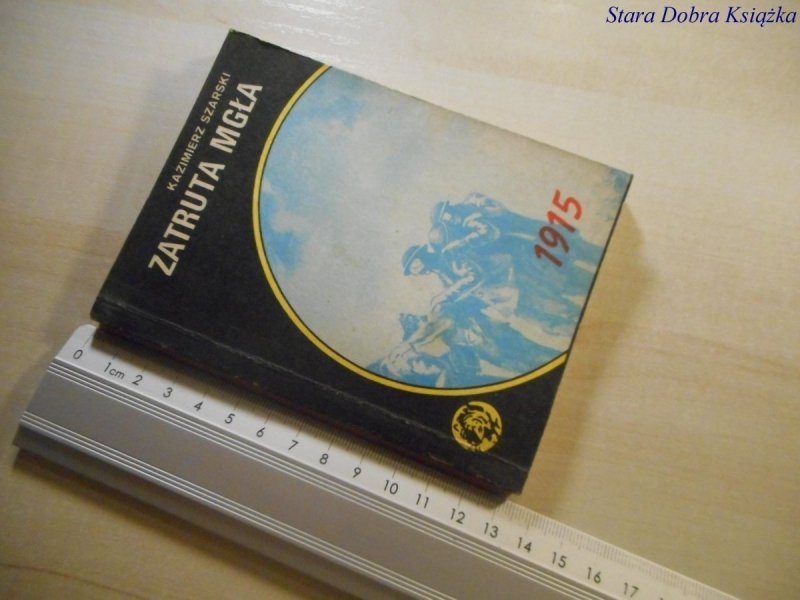 Stara Dobra Książka
KAZIMIERZ SZARSKI
ZATRUTA MGŁA
1915
0 1cm 2 3 4 5 6 7 8 9 10 11 12 13 14 15 16 17